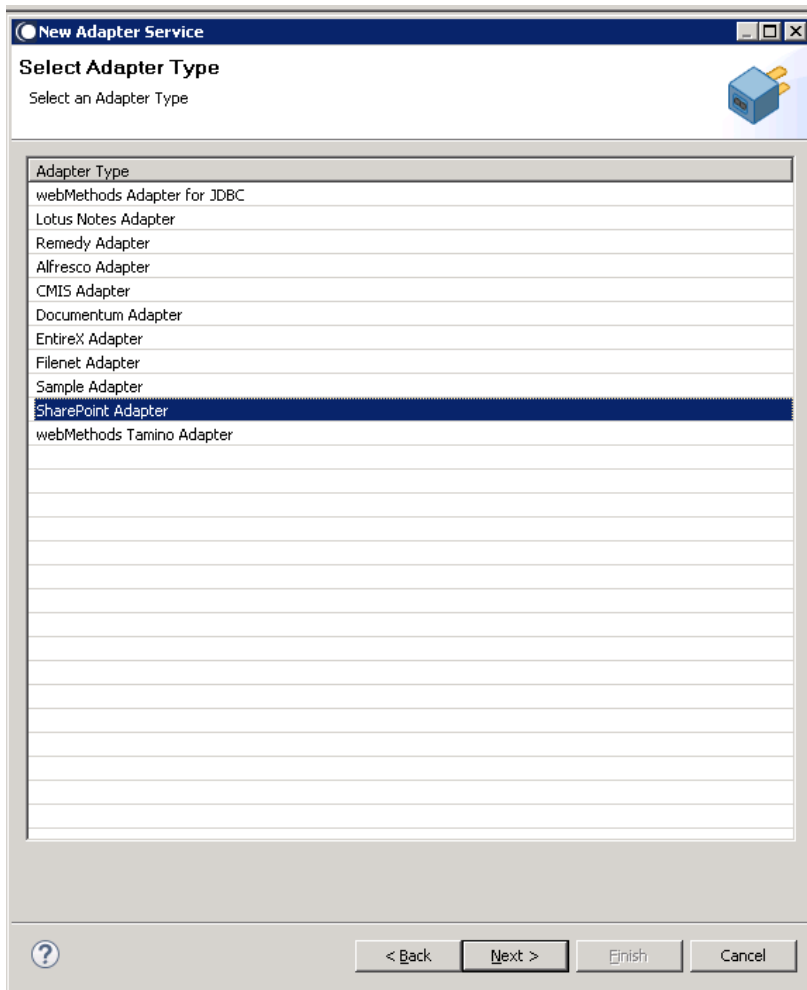 New Adapter Service
Select Adapter Type
Select an Adapter Type
Adapter Type
webMethods Adapter for JDBC
Lotus Notes Adapter
Remedy Adapter
Alfresco Adapter
CMIS Adapter
Documentum Adapter
EntireX Adapter
Filenet Adapter
Sample Adapter
SharePoint Adapter
webMethods Tamino Adapter
? < Back Next > Finish Cancel